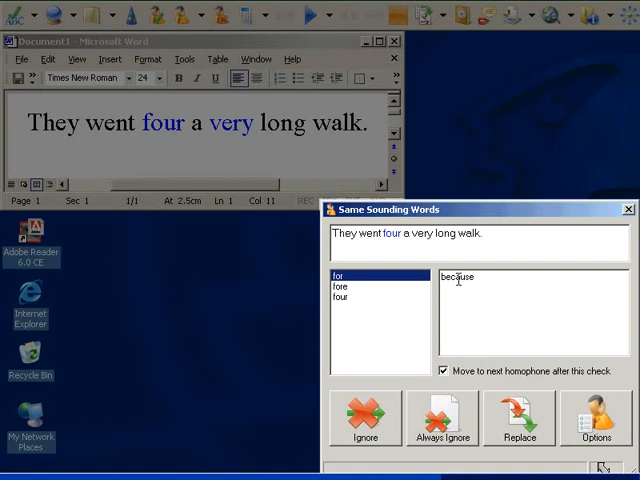 ABC
Document1 - Microsoft Word
File Edit View Insert Format Tools Table Window Help
Times New Roman 24 B I U
They went four a very long walk.
Page 1 Sec 1 1/1 At 2.5cm Ln 1 Col 11 REC
Adobe Reader 6.0 CE
Internet Explorer
Recycle Bin
My Network Places
Same Sounding Words
They went four a very long walk.
for
fore
four
because
Move to next homophone after this check
Ignore Always Ignore Replace Options